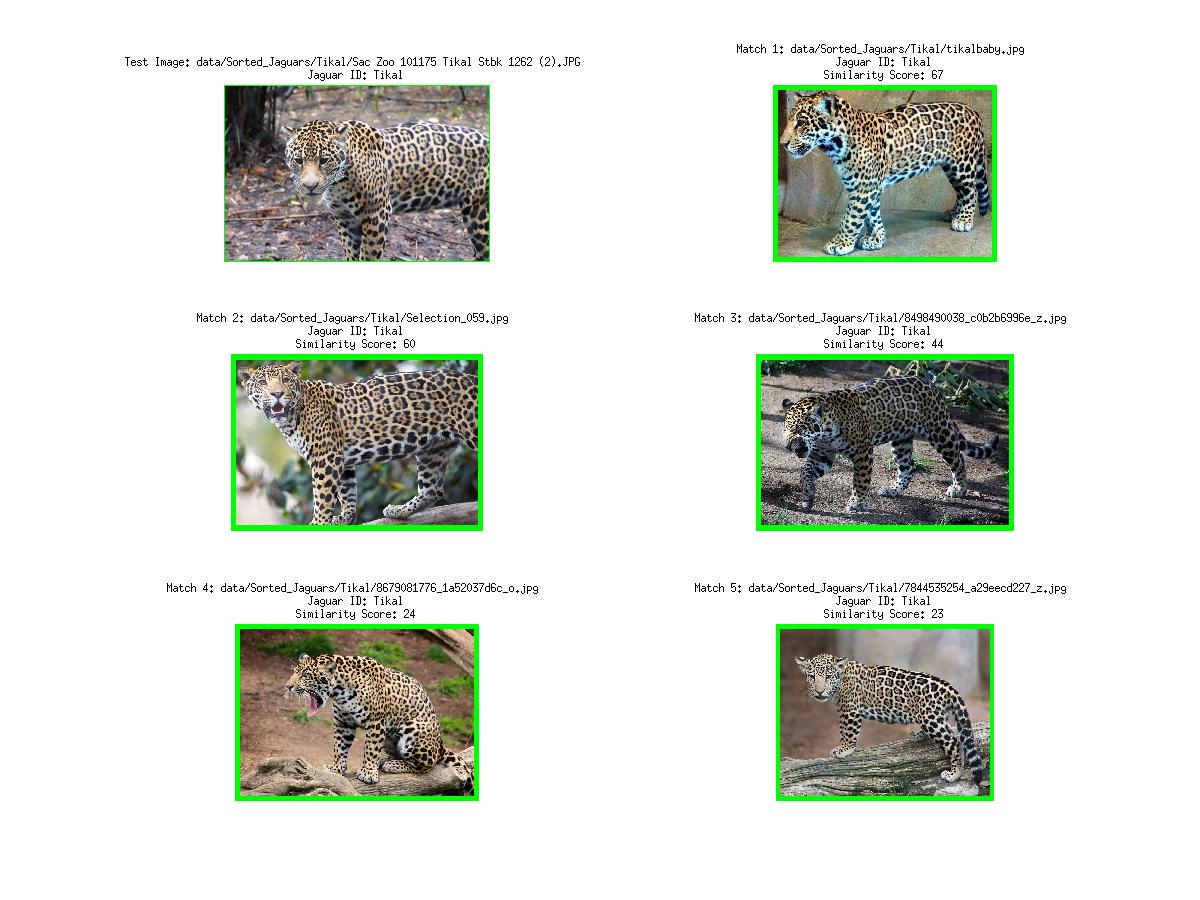 Test Image: data/Sorted_Jaguars/Tikal/Sac Zoo 101175 Tikal Stbk 1262 (2).JPG
Jaguar ID: Tikal
Match 1: data/Sorted_Jaguars/Tikal/tikalbaby.jpg
Jaguar ID: Tikal
Similarity Score: 67
Match 2: data/Sorted_Jaguars/Tikal/Selection_059.jpg
Jaguar ID: Tikal
Similarity Score: 60
Match 3: data/Sorted_Jaguars/Tikal/8498490038_c0b2b6996e_z.jpg
Jaguar ID: Tikal
Similarity Score: 44
Match 4: data/Sorted_Jaguars/Tikal/8679081776_1a52037d6c_o.jpg
Jaguar ID: Tikal
Similarity Score: 24
Match 5: data/Sorted_Jaguars/Tikal/7844535254_a29eecd227_z.jpg
Jaguar ID: Tikal
Similarity Score: 23